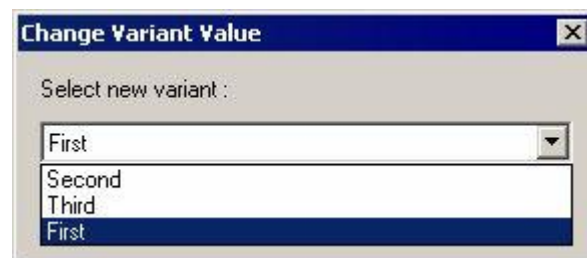 Change Variant Value
Select new variant :
First
Second
Third
First